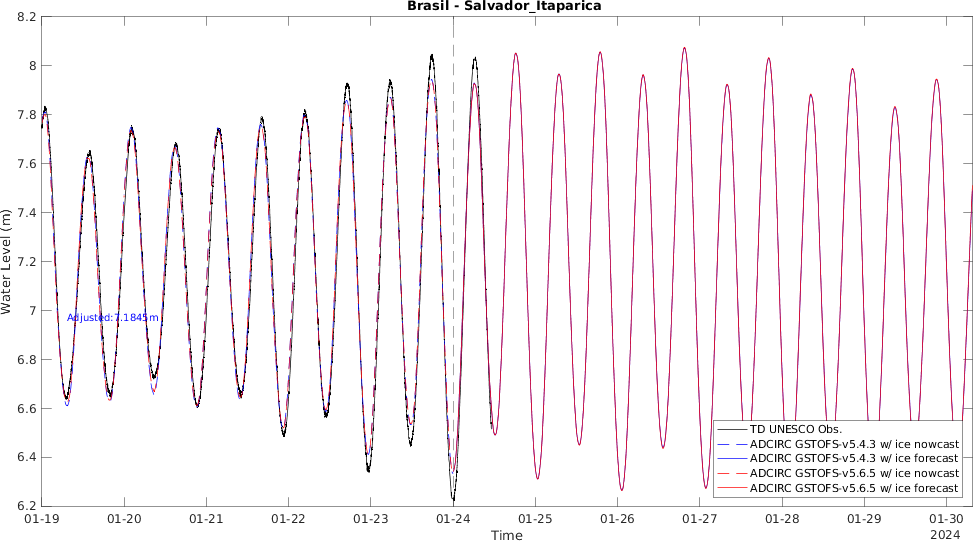 Brasil - Salvador_Itaparica
Water Level (m)
8.2
8
7.8
7.6
7.4
7.2
7
6.8
6.6
6.4
6.2
Adjusted:7.1845m
TD UNESCO Obs.
ADCIRC GSTOFS-v5.4.3 w/ ice nowcast
ADCIRC GSTOFS-v5.4.3 w/ ice forecast
ADCIRC GSTOFS-v5.6.5 w/ ice nowcast
ADCIRC GSTOFS-v5.6.5 w/ ice forecast
01-19 01-20 01-21 01-22 01-23 01-24 01-25 01-26 01-27 01-28 01-29 01-30
Time
2024